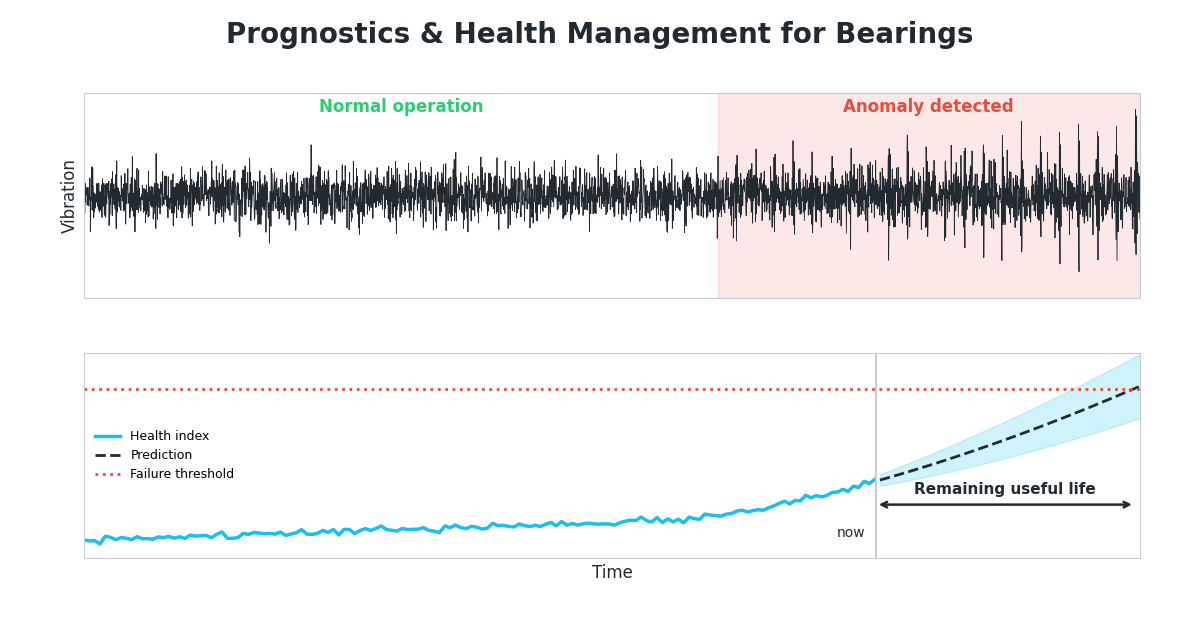 Prognostics & Health Management for Bearings
Normal operation
Anomaly detected
Vibration
Health index
Prediction
Failure threshold
Remaining useful life
now
Time